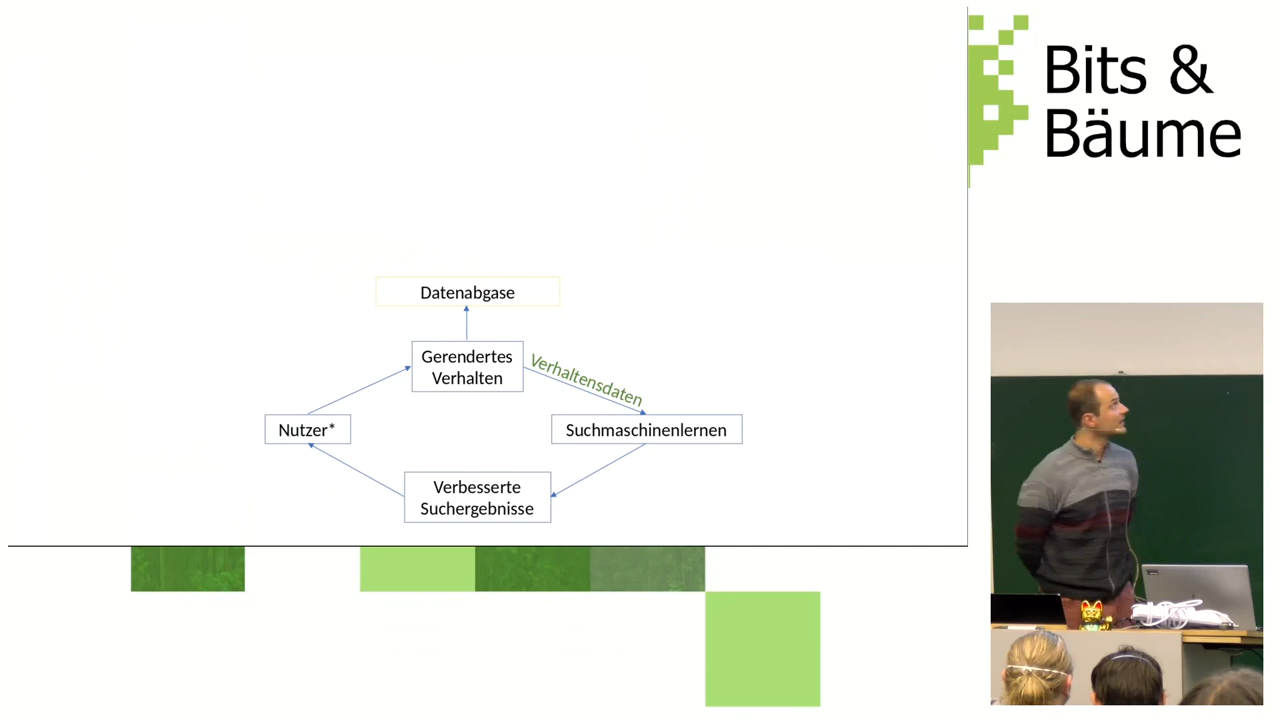 Bits &
Bäume
Datenabgase
Gerendertes
Verhalten
Verhaltensdaten
Nutzer*
Suchmaschinenlernen
Verbesserte
Suchergebnisse